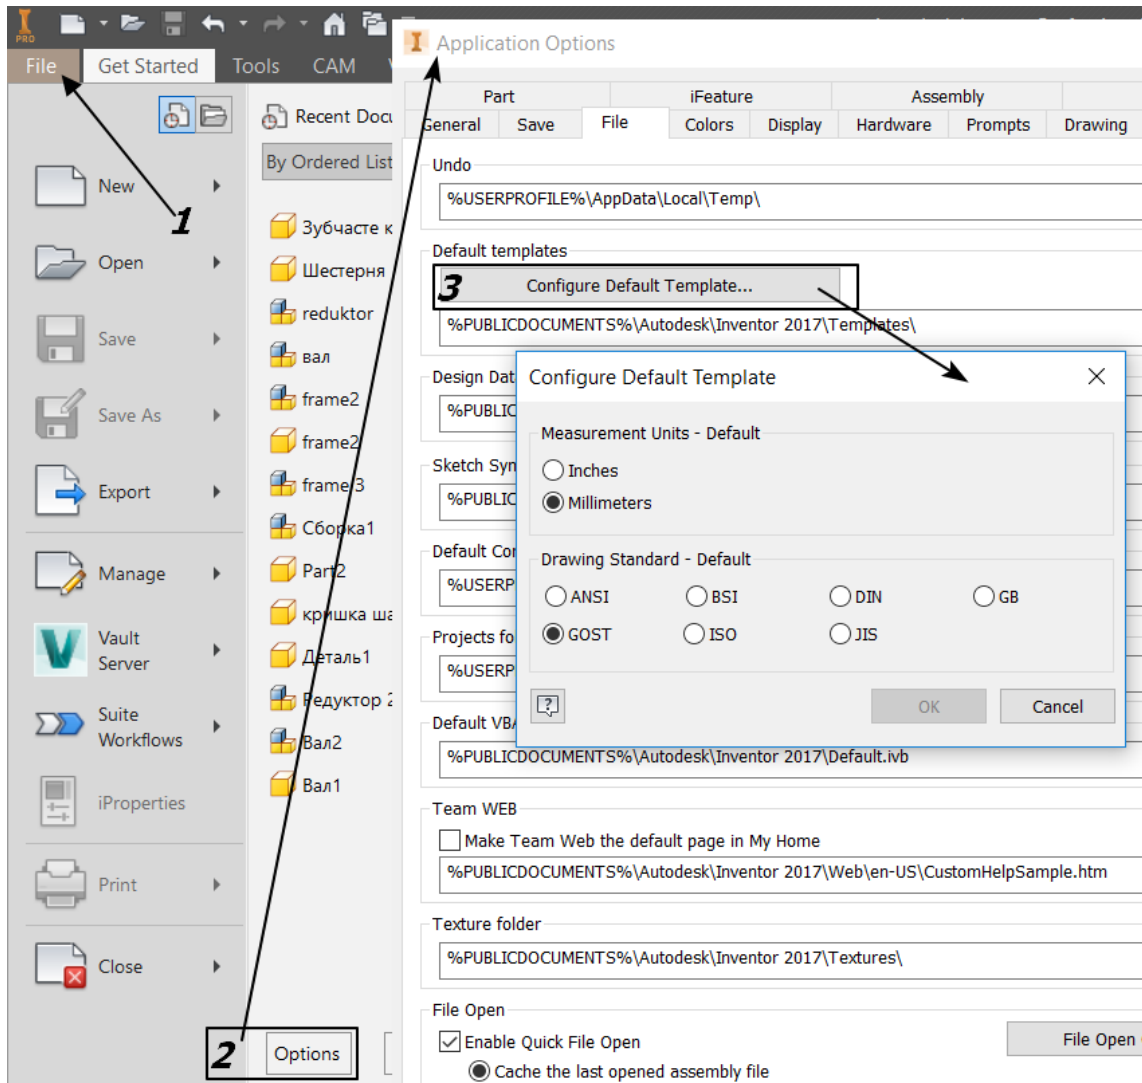 PRO
Application Options
File Get Started Tools CAM
1
Recent Docu
By Ordered List
New
Open
Save
Save As
Export
Manage
Vault
Server
Suite
Workflows
iProperties
Print
Close
2 Options
Зубчасте к
Шестерня
reduktor
вал
frame2
frame2
frame 3
Сборка1
Part2
кришка ша
Деталь1
Редуктор 2
Вал2
Вал1
Part iFeature Assembly
General Save File Colors Display Hardware Prompts Drawing
Undo
%USERPROFILE%\AppData\Local\Temp\
Default templates
3 Configure Default Template...
%PUBLICDOCUMENTS%\Autodesk\Inventor 2017\Templates\
Design Dat
%PUBLIC
Sketch Sym
%PUBLIC
Default Con
%USERP
Projects fo
%USERP
Default VBA
%PUBLICDOCUMENTS%\Autodesk\Inventor 2017\Default.ivb
Configure Default Template
Measurement Units - Default
Inches
Millimeters
Drawing Standard - Default
ANSI BSI DIN GB
GOST ISO JIS
? OK Cancel
Team WEB
Make Team Web the default page in My Home
%PUBLICDOCUMENTS%\Autodesk\Inventor 2017\Web\en-US\CustomHelpSample.htm
Texture folder
%PUBLICDOCUMENTS%\Autodesk\Inventor 2017\Textures\
File Open
Enable Quick File Open File Open
Cache the last opened assembly file